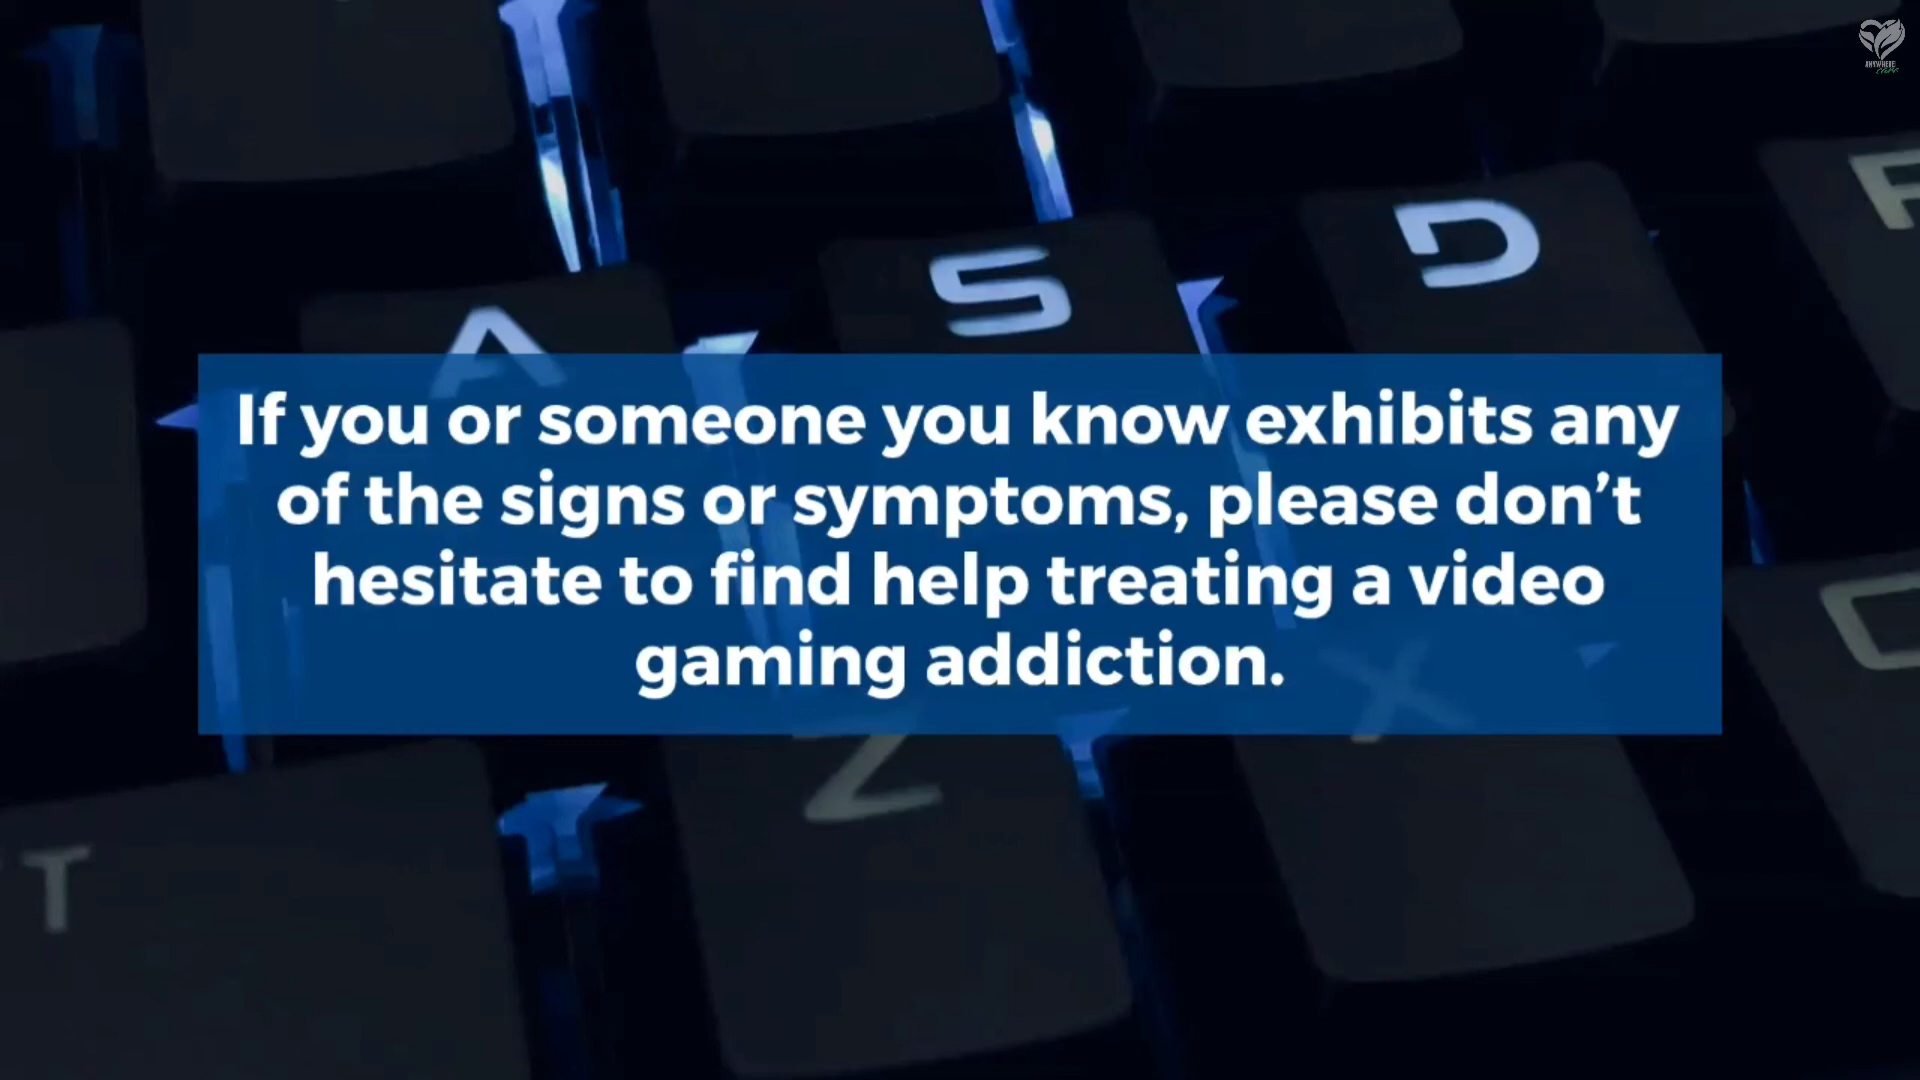 ANYWHERE
A S D F
If you or someone you know exhibits any
of the signs or symptoms, please don’t
hesitate to find help treating a video
gaming addiction.
T Z X C